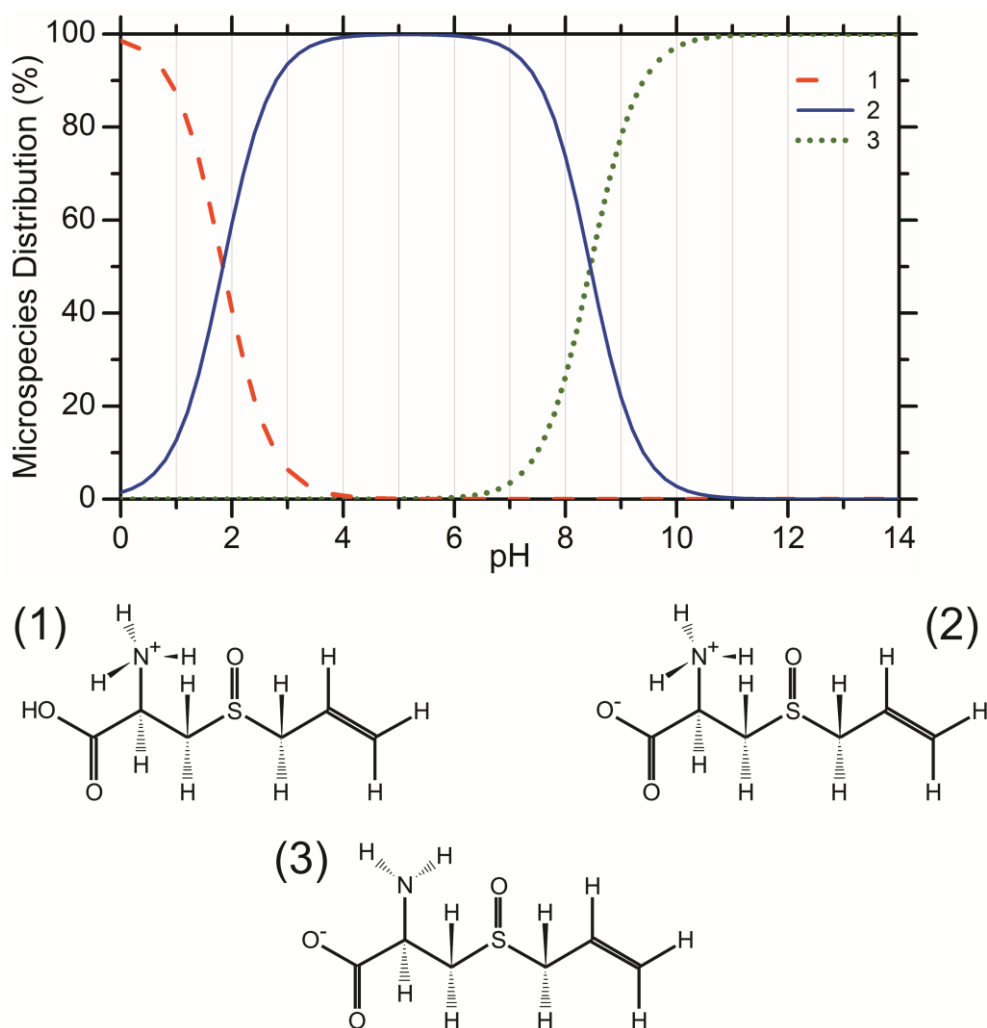 100
80
60
40
20
0
Microspecies Distribution (%)
1
2
3
0 2 4 6 8 10 12 14
pH
(1)
H
H N+ H H O H H
HO S H
O H H H H
(2)
H
H N+ H H O H H
O- S H
O H H H H
(3)
H H
N H O H H
O- S H
O H H H H